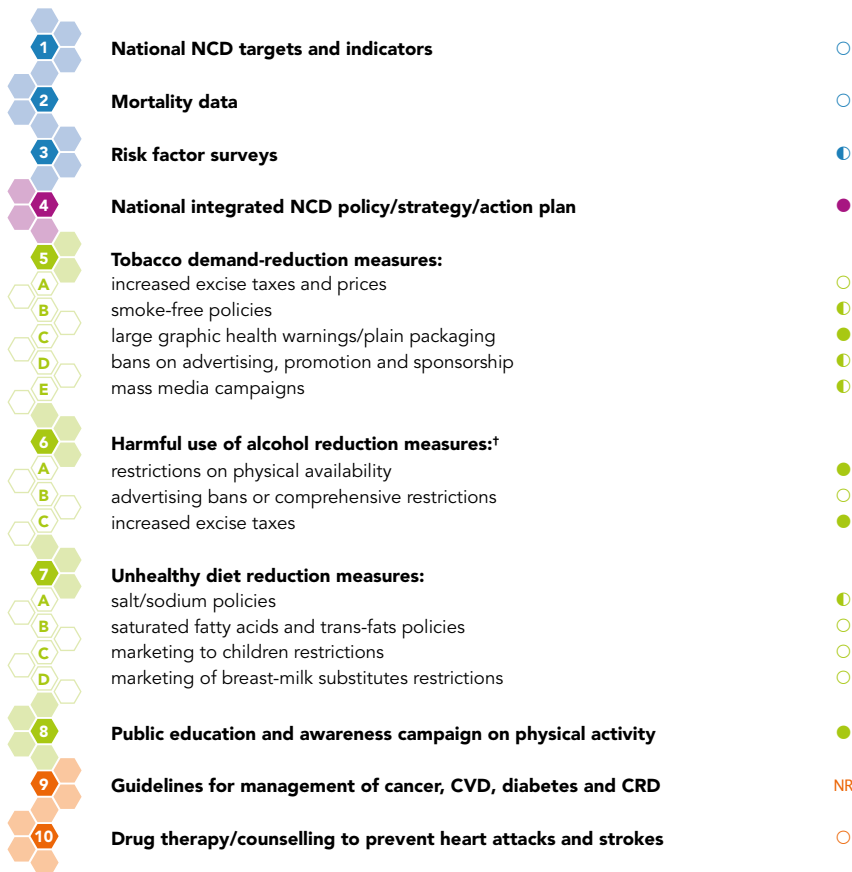 1 National NCD targets and indicators ○
2 Mortality data ○
3 Risk factor surveys ◐
4 National integrated NCD policy/strategy/action plan ●
5 Tobacco demand-reduction measures:
A increased excise taxes and prices ○
B smoke-free policies ◐
C large graphic health warnings/plain packaging ●
D bans on advertising, promotion and sponsorship ◐
E mass media campaigns ◐
6 Harmful use of alcohol reduction measures:†
A restrictions on physical availability ●
B advertising bans or comprehensive restrictions ○
C increased excise taxes ●
7 Unhealthy diet reduction measures:
A salt/sodium policies ◐
B saturated fatty acids and trans-fats policies ○
C marketing to children restrictions ○
D marketing of breast-milk substitutes restrictions ○
8 Public education and awareness campaign on physical activity ●
9 Guidelines for management of cancer, CVD, diabetes and CRD NR
10 Drug therapy/counselling to prevent heart attacks and strokes ○